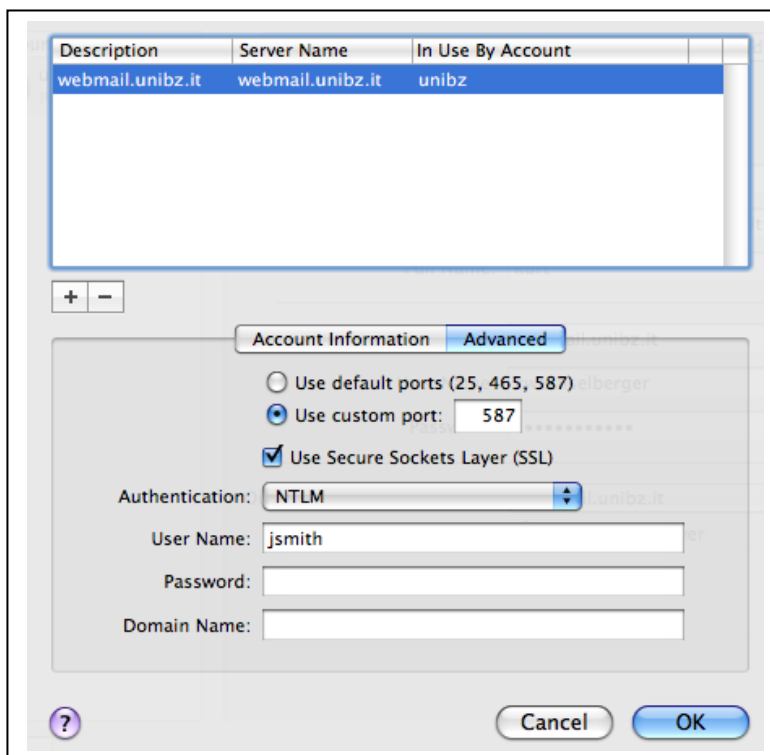 Description Server Name In Use By Account
webmail.unibz.it webmail.unibz.it unibz
+ −
Account Information Advanced
Use default ports (25, 465, 587)
Use custom port: 587
Use Secure Sockets Layer (SSL)
Authentication: NTLM
User Name: jsmith
Password:
Domain Name:
? Cancel OK